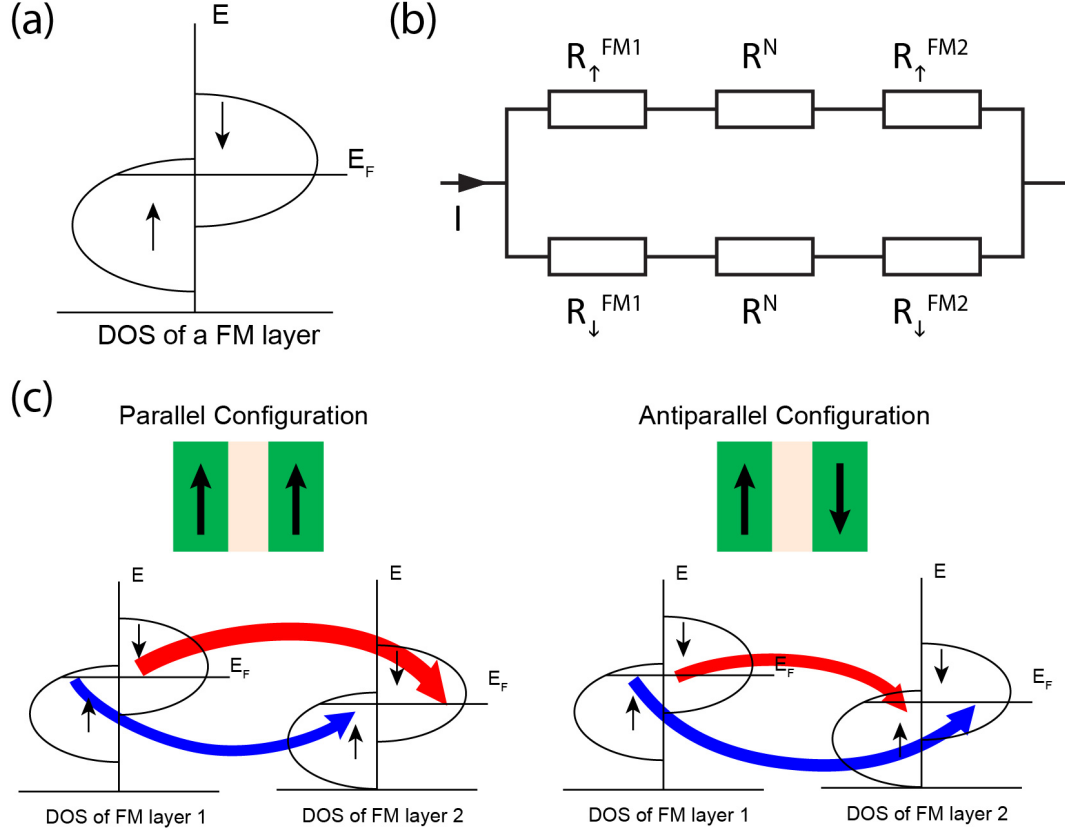 (a)
E
E_F
DOS of a FM layer
(b)
R↑^FM1 R^N R↑^FM2
I
R↓^FM1 R^N R↓^FM2
(c)
Parallel Configuration
E
E_F
DOS of FM layer 1
E
E_F
DOS of FM layer 2
Antiparallel Configuration
E
E_F
DOS of FM layer 1
E
E_F
DOS of FM layer 2